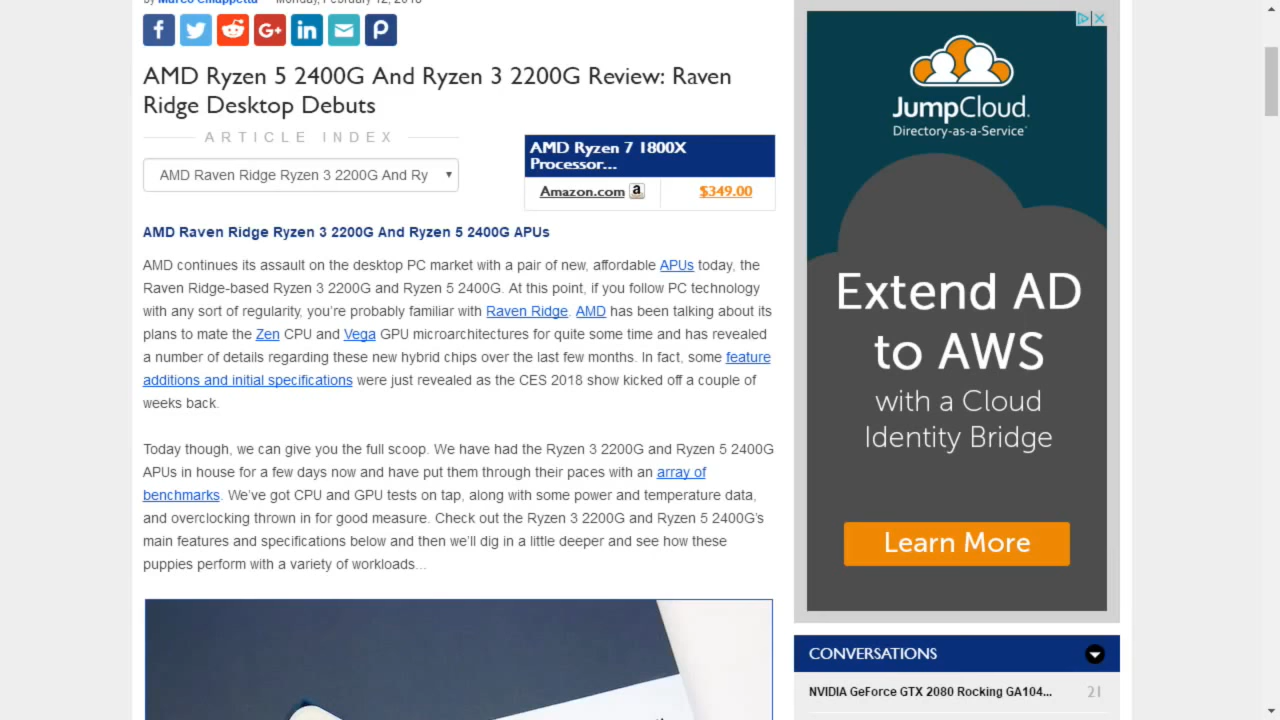 by Marco Chiappetta — Monday, February 12, 2018
AMD Ryzen 5 2400G And Ryzen 3 2200G Review: Raven
Ridge Desktop Debuts
ARTICLE INDEX
AMD Raven Ridge Ryzen 3 2200G And Ry
AMD Ryzen 7 1800X
Processor...
Amazon.com
$349.00
AMD Raven Ridge Ryzen 3 2200G And Ryzen 5 2400G APUs
AMD continues its assault on the desktop PC market with a pair of new, affordable APUs today, the
Raven Ridge-based Ryzen 3 2200G and Ryzen 5 2400G. At this point, if you follow PC technology
with any sort of regularity, you're probably familiar with Raven Ridge. AMD has been talking about its
plans to mate the Zen CPU and Vega GPU microarchitectures for quite some time and has revealed
a number of details regarding these new hybrid chips over the last few months. In fact, some feature
additions and initial specifications were just revealed as the CES 2018 show kicked off a couple of
weeks back.
Today though, we can give you the full scoop. We have had the Ryzen 3 2200G and Ryzen 5 2400G
APUs in house for a few days now and have put them through their paces with an array of
benchmarks. We've got CPU and GPU tests on tap, along with some power and temperature data,
and overclocking thrown in for good measure. Check out the Ryzen 3 2200G and Ryzen 5 2400G's
main features and specifications below and then we'll dig in a little deeper and see how these
puppies perform with a variety of workloads...
JumpCloud
Directory-as-a-Service
Extend AD
to AWS
with a Cloud
Identity Bridge
Learn More
CONVERSATIONS
NVIDIA GeForce GTX 2080 Rocking GA104...
21